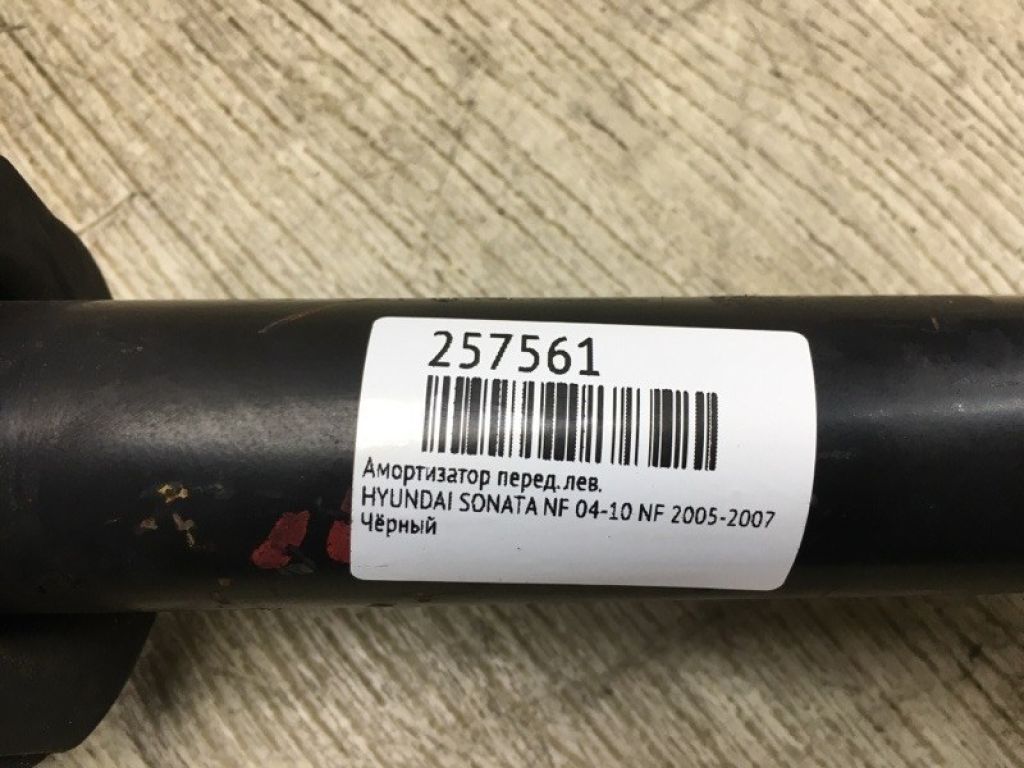 257561
Амортизатор перед.лев.
HYUNDAI SONATA NF 04-10 NF 2005-2007
Чёрный